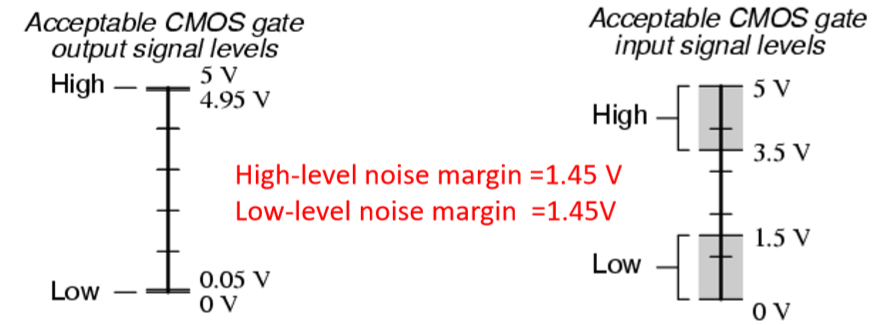 Acceptable CMOS gate
output signal levels
High
5 V
4.95 V
Low
0.05 V
0 V
High-level noise margin =1.45 V
Low-level noise margin =1.45V
Acceptable CMOS gate
input signal levels
High
5 V
3.5 V
Low
1.5 V
0 V